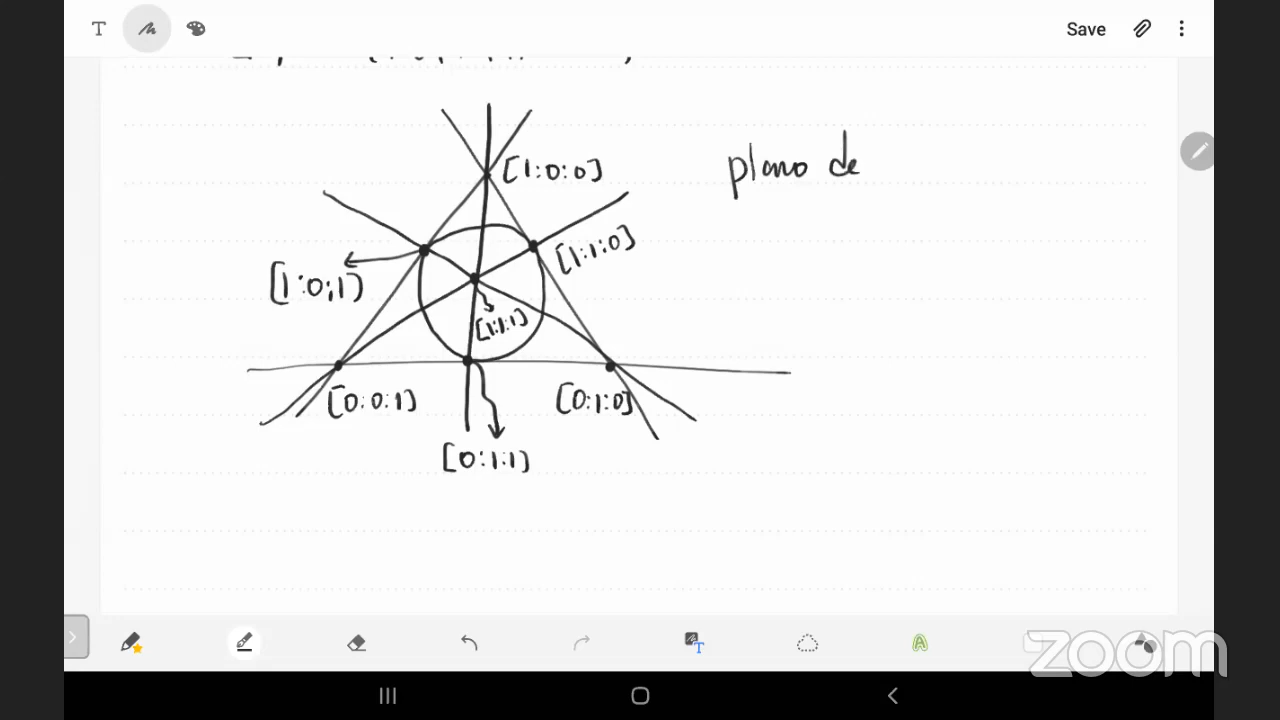 T
Save
[1:0:0]
plano de
[1:1:0]
[1:0:1)
[1:1:1]
[0:0:1]
[0:1:0]
[0:1:1]
T
A
zoom